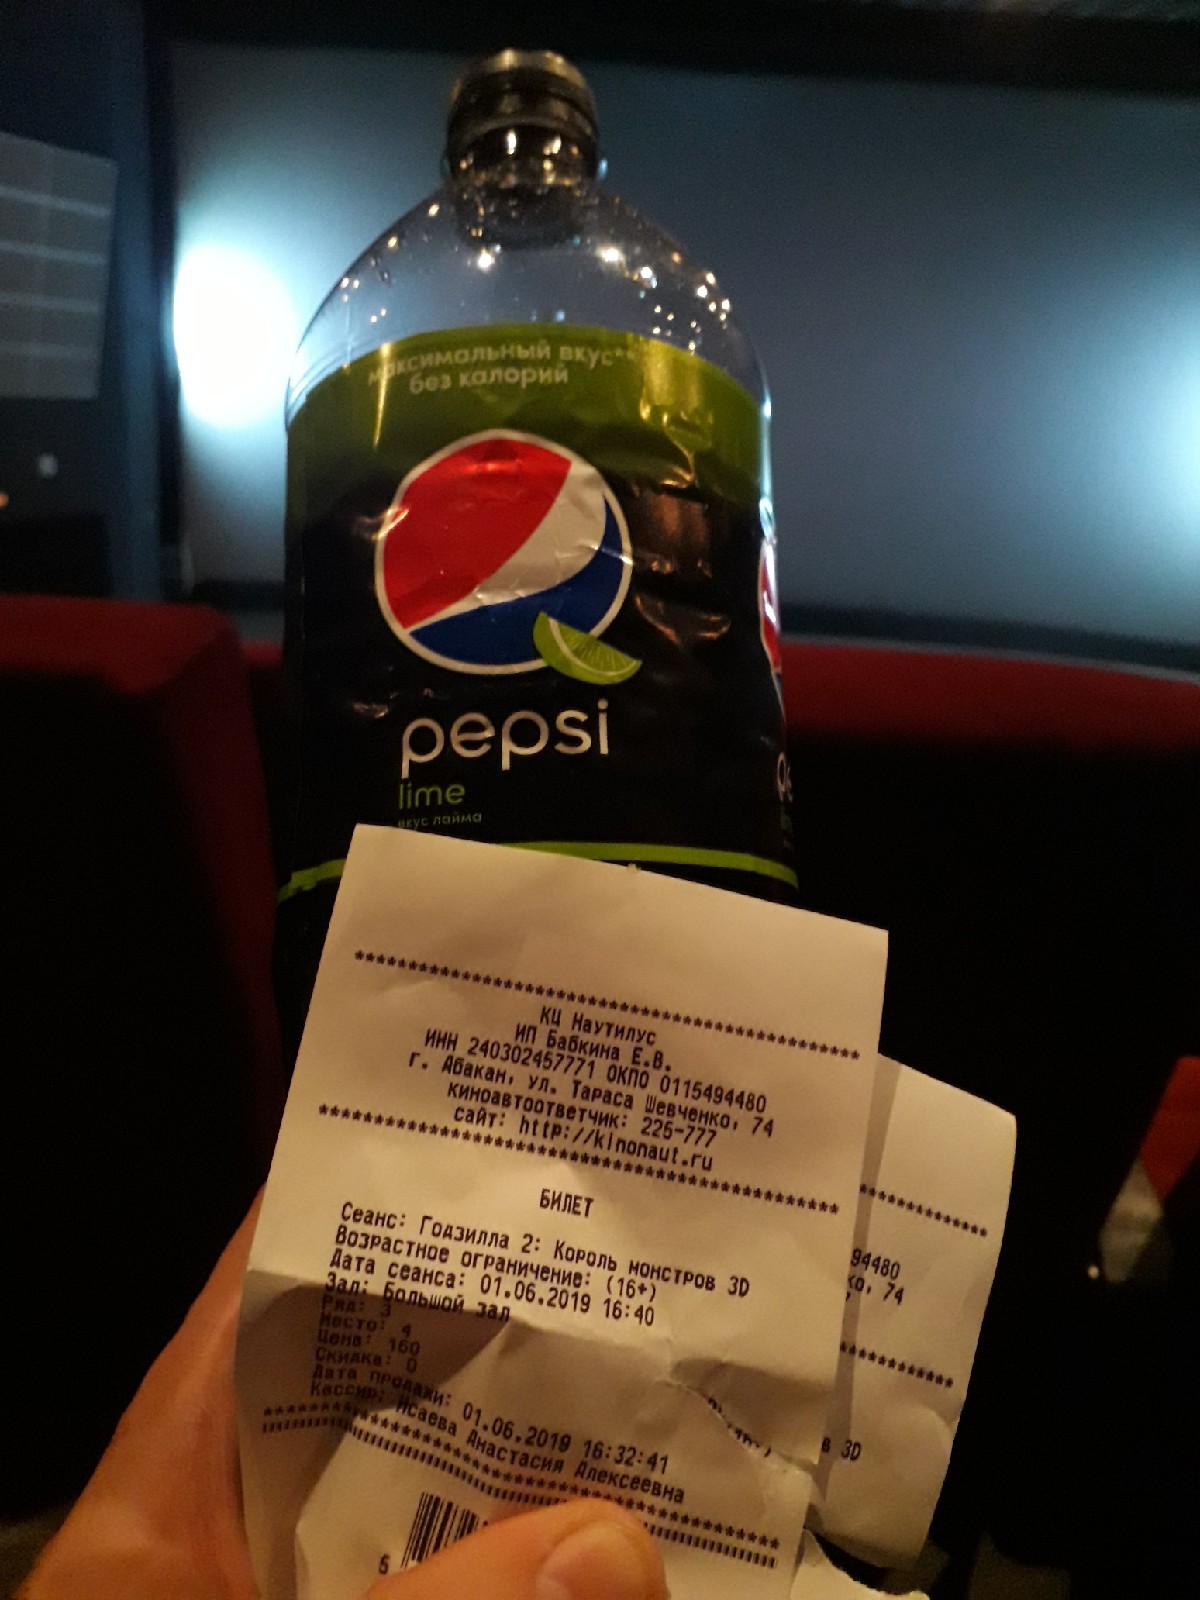 максимальный вкус**
без калорий
pepsi
lime
вкус лайма
КЦ Наутилус
ИП Бабкина Е.В.
ИНН 240302457771 ОКПО 0115494480
г. Абакан, ул. Тараса Шевченко, 74
киноавтоответчик: 225-777
сайт: http://kinonaut.ru
БИЛЕТ
Сеанс: Годзилла 2: Король монстров 3D
Возрастное ограничение: (16+)
Дата сеанса: 01.06.2019 16:40
Зал: Большой зал
Ряд: 3
Место: 4
Цена: 160
Скидка: 0
Дата продажи: 01.06.2019 16:32:41
Кассир: Исаева Анастасия Алексеевна
94480
74
3D